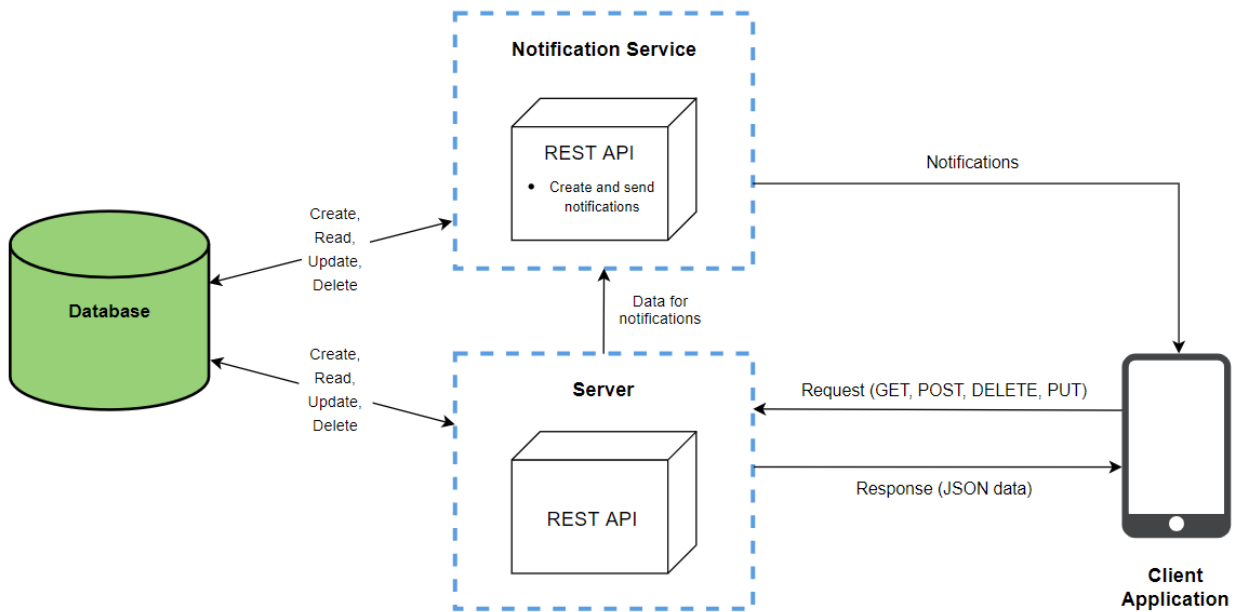 Notification Service
REST API
• Create and send
notifications
Notifications
Create,
Read,
Update,
Delete
Database
Data for
notifications
Create,
Read,
Update,
Delete
Server
REST API
Request (GET, POST, DELETE, PUT)
Response (JSON data)
Client
Application